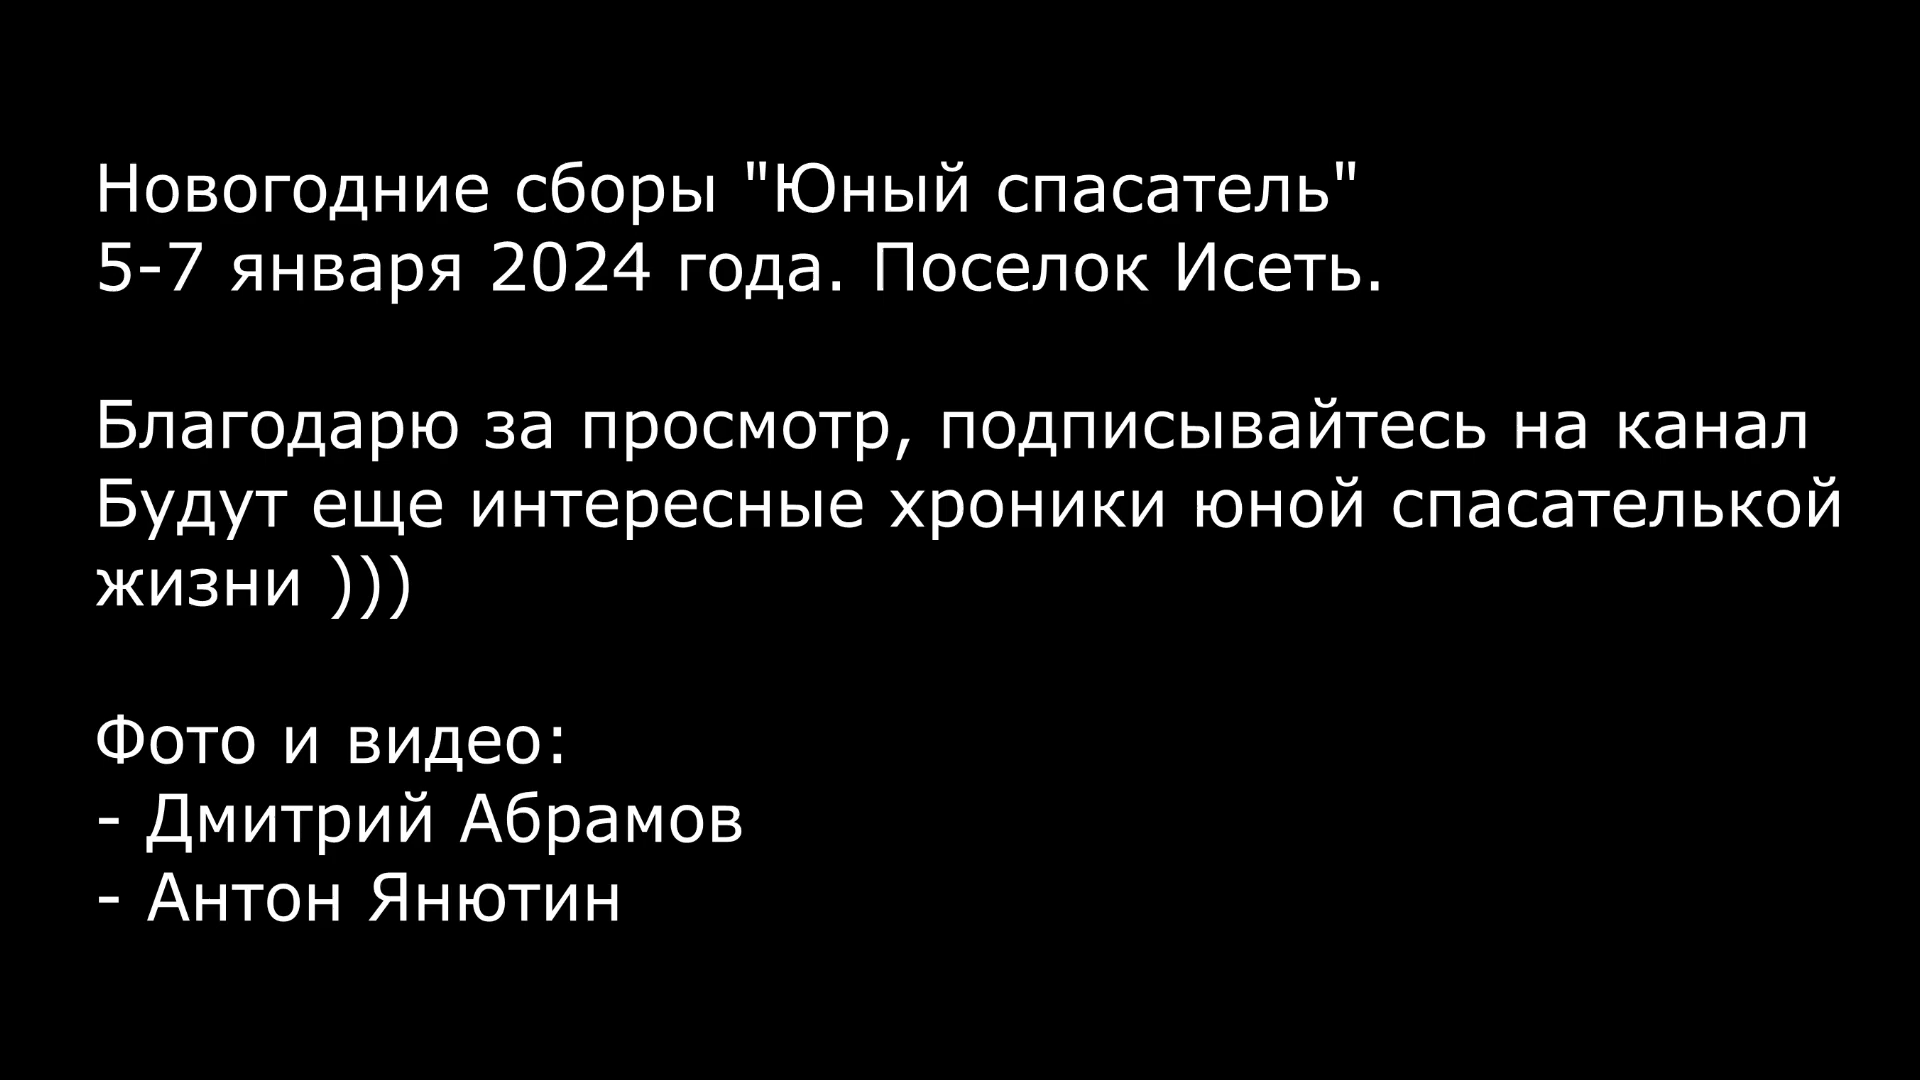 Новогодние сборы "Юный спасатель"
5-7 января 2024 года. Поселок Исеть.
Благодарю за просмотр, подписывайтесь на канал
Будут еще интересные хроники юной спасателькой
жизни )))
Фото и видео:
- Дмитрий Абрамов
- Антон Янютин